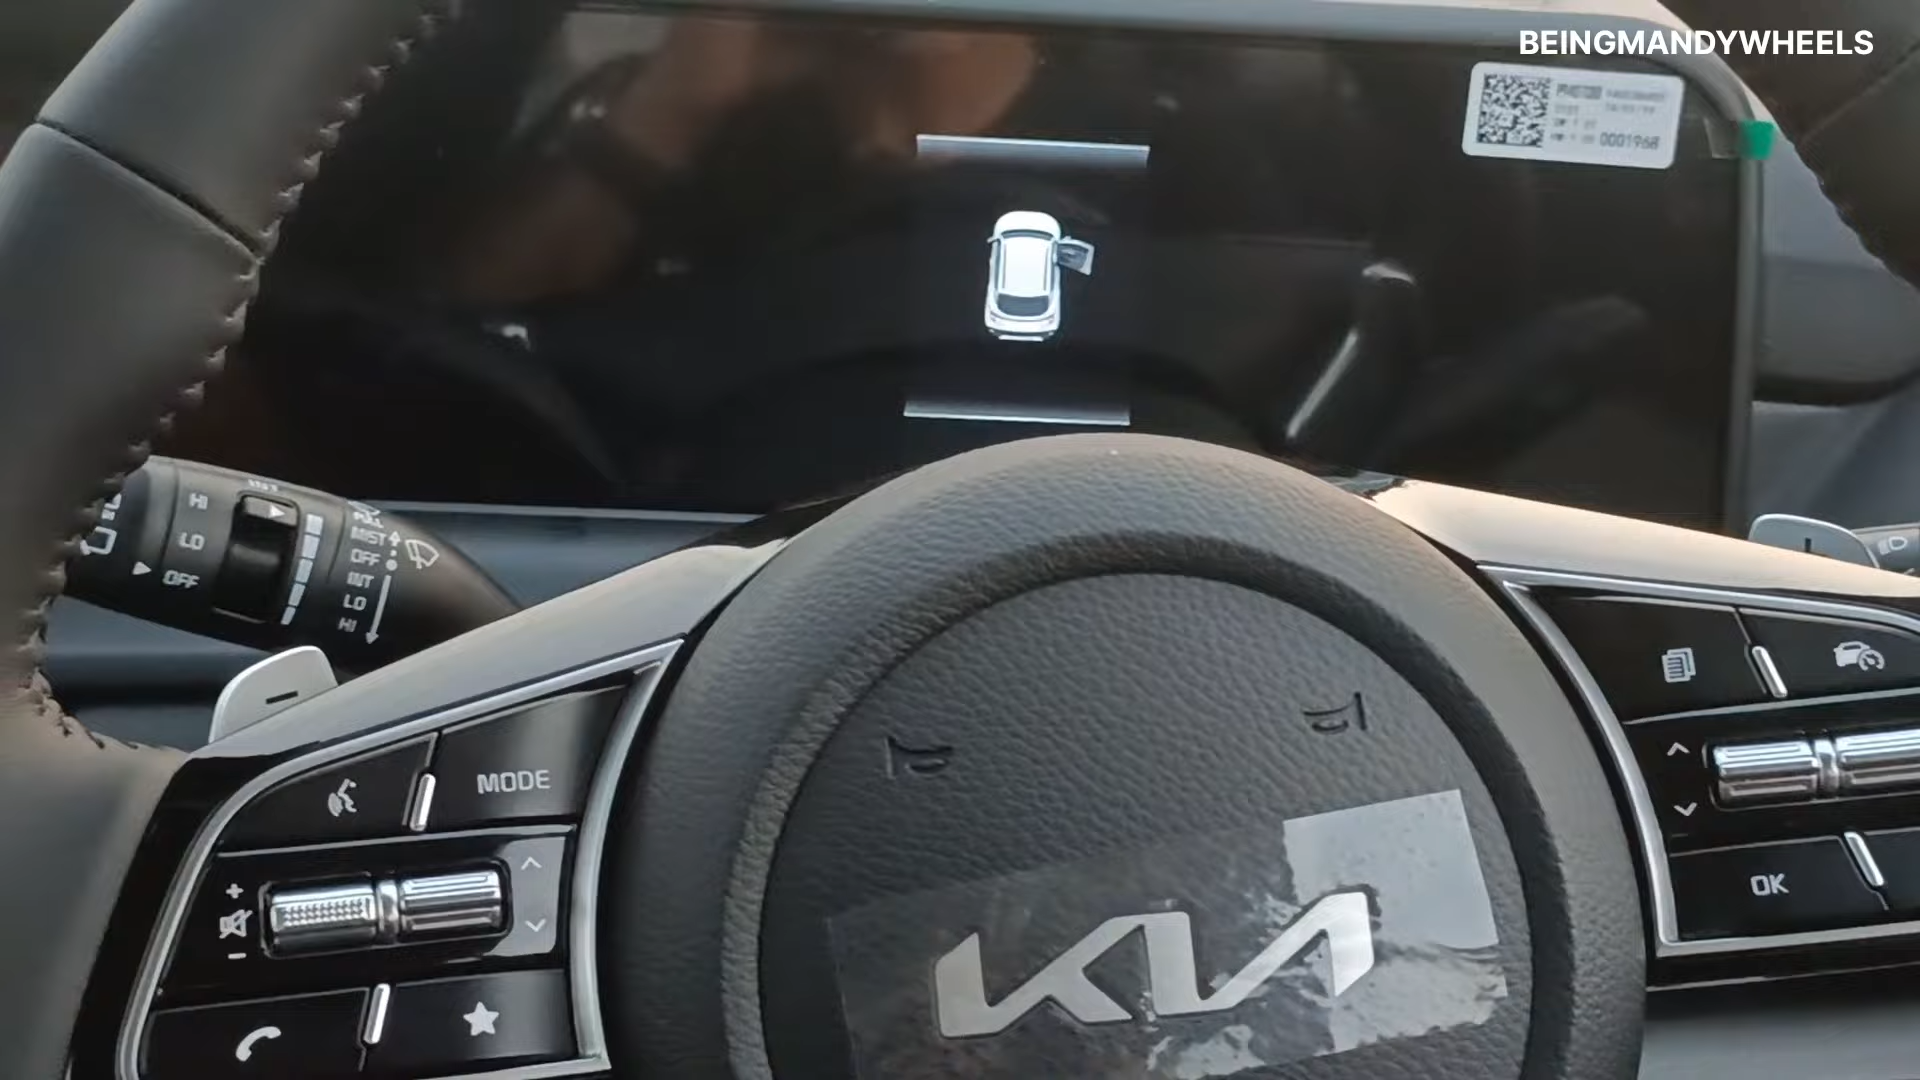 BEINGMANDYWHEELS
0001968
HI
LO
OFF
MIST
OFF
INT
LO
HI
MODE
OK
KIA